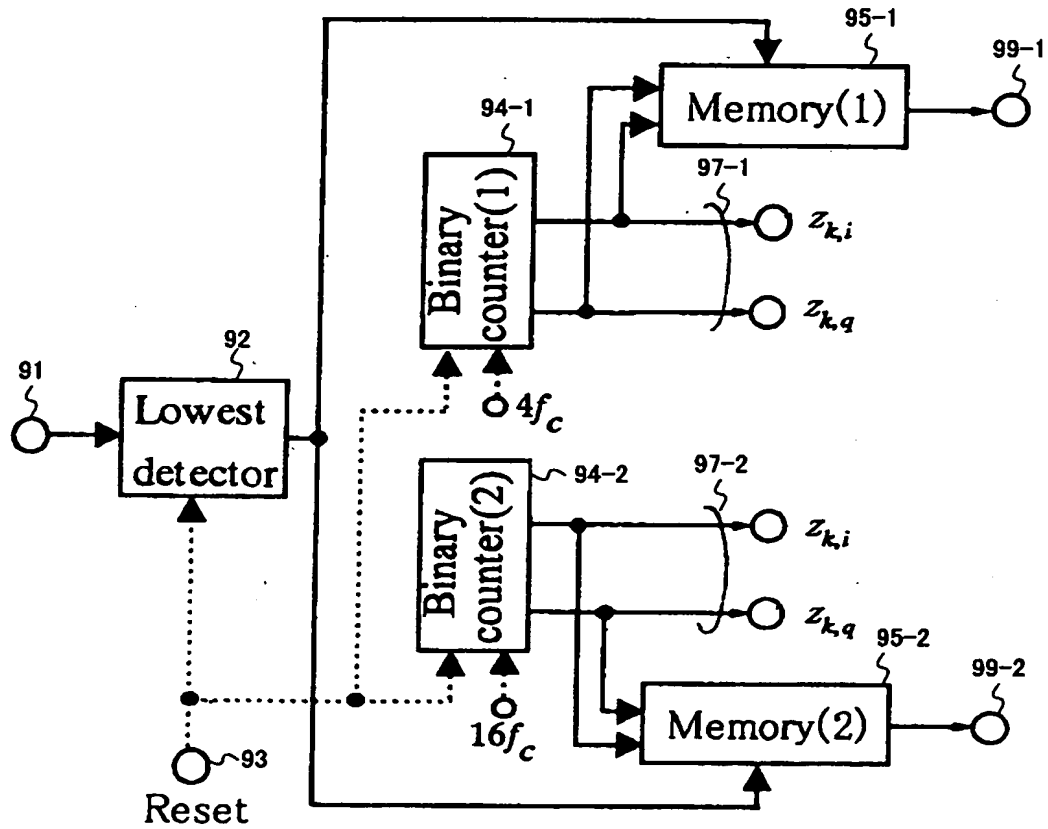 95-1
99-1
Memory(1)
94-1
Binary
counter(1)
97-1
z_{k,i}
z_{k,q}
4f_c
91
92
Lowest
detector
94-2
Binary
counter(2)
97-2
z_{k,i}
z_{k,q}
16f_c
95-2
99-2
Memory(2)
93
Reset